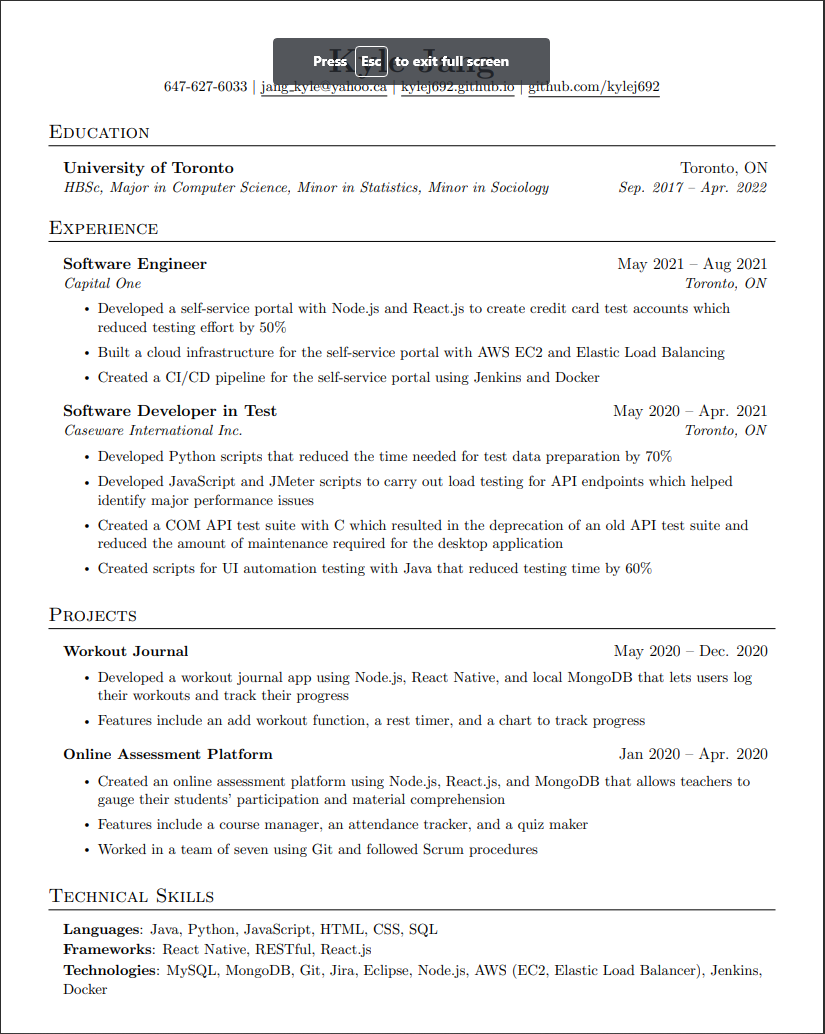 Kyle Jang
Press Esc to exit full screen
647-627-6033 | jang_kyle@yahoo.ca | kylej692.github.io | github.com/kylej692
Education
University of Toronto Toronto, ON
HBSc, Major in Computer Science, Minor in Statistics, Minor in Sociology Sep. 2017 – Apr. 2022
Experience
Software Engineer May 2021 – Aug 2021
Capital One Toronto, ON
• Developed a self-service portal with Node.js and React.js to create credit card test accounts which
reduced testing effort by 50%
• Built a cloud infrastructure for the self-service portal with AWS EC2 and Elastic Load Balancing
• Created a CI/CD pipeline for the self-service portal using Jenkins and Docker
Software Developer in Test May 2020 – Apr. 2021
Caseware International Inc. Toronto, ON
• Developed Python scripts that reduced the time needed for test data preparation by 70%
• Developed JavaScript and JMeter scripts to carry out load testing for API endpoints which helped
identify major performance issues
• Created a COM API test suite with C which resulted in the deprecation of an old API test suite and
reduced the amount of maintenance required for the desktop application
• Created scripts for UI automation testing with Java that reduced testing time by 60%
Projects
Workout Journal May 2020 – Dec. 2020
• Developed a workout journal app using Node.js, React Native, and local MongoDB that lets users log
their workouts and track their progress
• Features include an add workout function, a rest timer, and a chart to track progress
Online Assessment Platform Jan 2020 – Apr. 2020
• Created an online assessment platform using Node.js, React.js, and MongoDB that allows teachers to
gauge their students' participation and material comprehension
• Features include a course manager, an attendance tracker, and a quiz maker
• Worked in a team of seven using Git and followed Scrum procedures
Technical Skills
Languages: Java, Python, JavaScript, HTML, CSS, SQL
Frameworks: React Native, RESTful, React.js
Technologies: MySQL, MongoDB, Git, Jira, Eclipse, Node.js, AWS (EC2, Elastic Load Balancer), Jenkins,
Docker